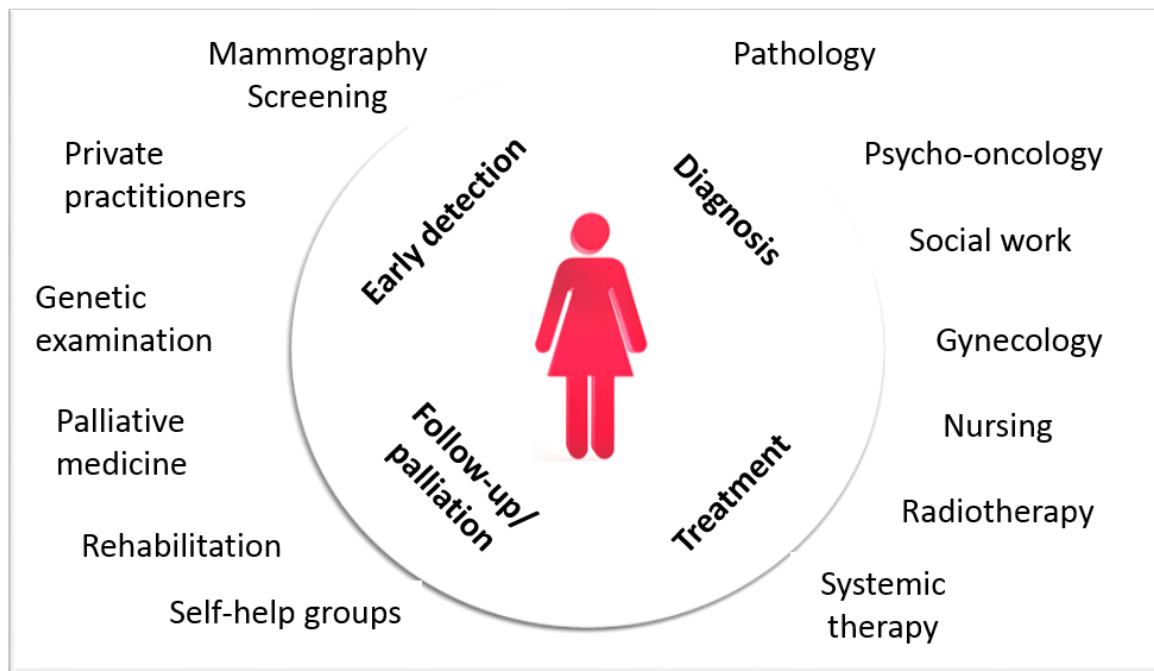 Mammography
Screening
Pathology
Private
practitioners
Psycho-oncology
Early detection
Diagnosis
Social work
Genetic
examination
Gynecology
Palliative
medicine
Nursing
Follow-up/
palliation
Treatment
Radiotherapy
Rehabilitation
Systemic
therapy
Self-help groups